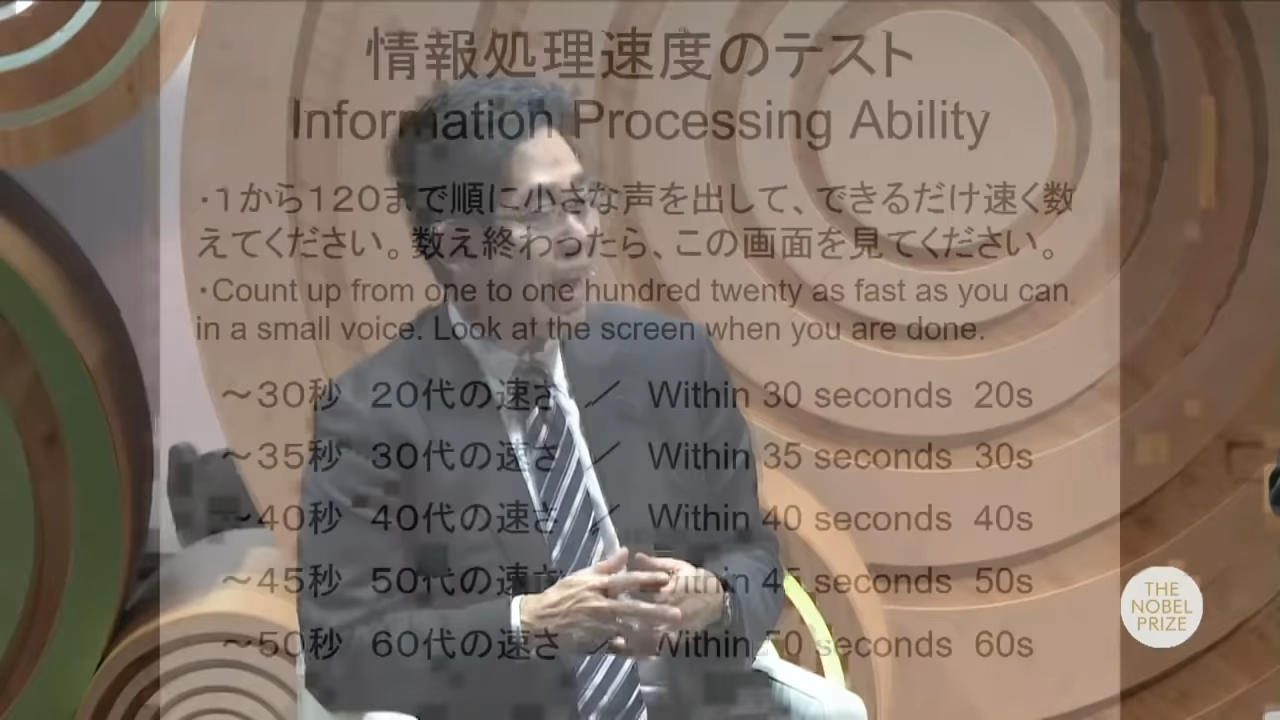 情報処理速度のテスト
Information Processing Ability
・1から120まで順に小さな声を出して、できるだけ速く数
えてください。数え終わったら、この画面を見てください。
・Count up from one to one hundred twenty as fast as you can
in a small voice. Look at the screen when you are done.
～30秒 20代の速さ ／ Within 30 seconds 20s
～35秒 30代の速さ ／ Within 35 seconds 30s
～40秒 40代の速さ ／ Within 40 seconds 40s
～45秒 50代の速さ ／ Within 45 seconds 50s
～50秒 60代の速さ ／ Within 50 seconds 60s
THE
NOBEL
PRIZE